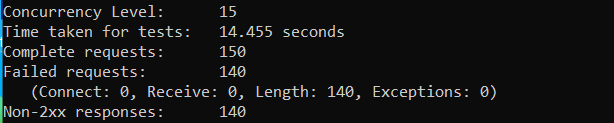 Concurrency Level:      15
Time taken for tests:   14.455 seconds
Complete requests:      150
Failed requests:        140
   (Connect: 0, Receive: 0, Length: 140, Exceptions: 0)
Non-2xx responses:      140